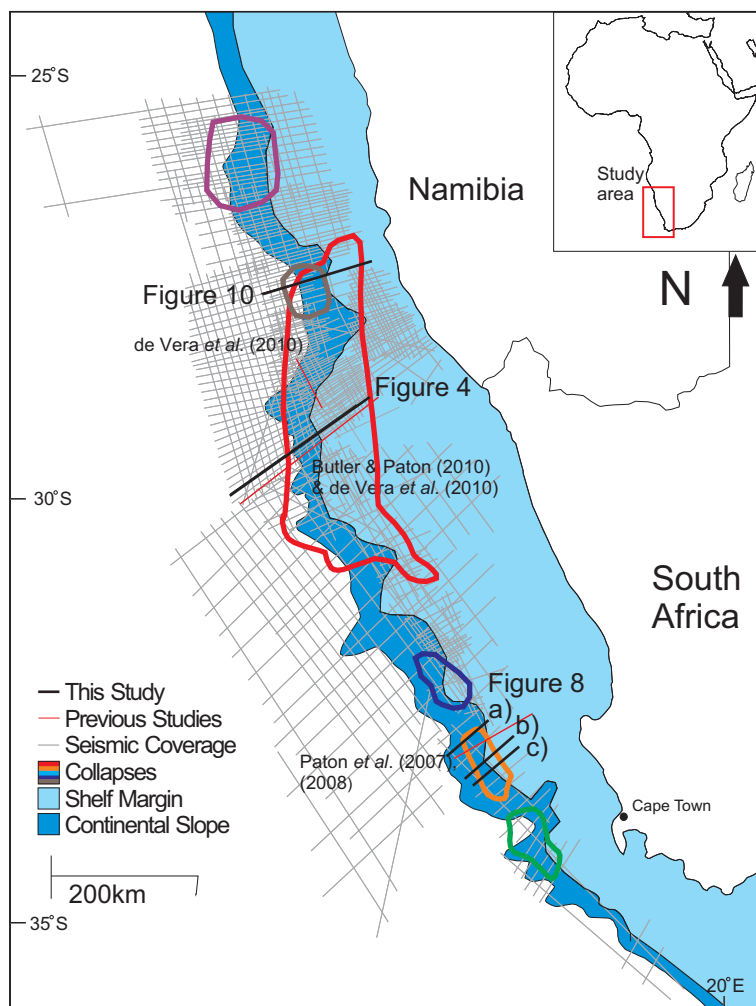 25°S
Namibia
Study
area
N
Figure 10
de Vera et al. (2010)
Figure 4
Butler & Paton (2010)
& de Vera et al. (2010)
30°S
South
Africa
Figure 8
a)
b)
c)
Paton et al. (2007),
(2008)
This Study
Previous Studies
Seismic Coverage
Collapses
Shelf Margin
Continental Slope
Cape Town
200km
35°S
20°E